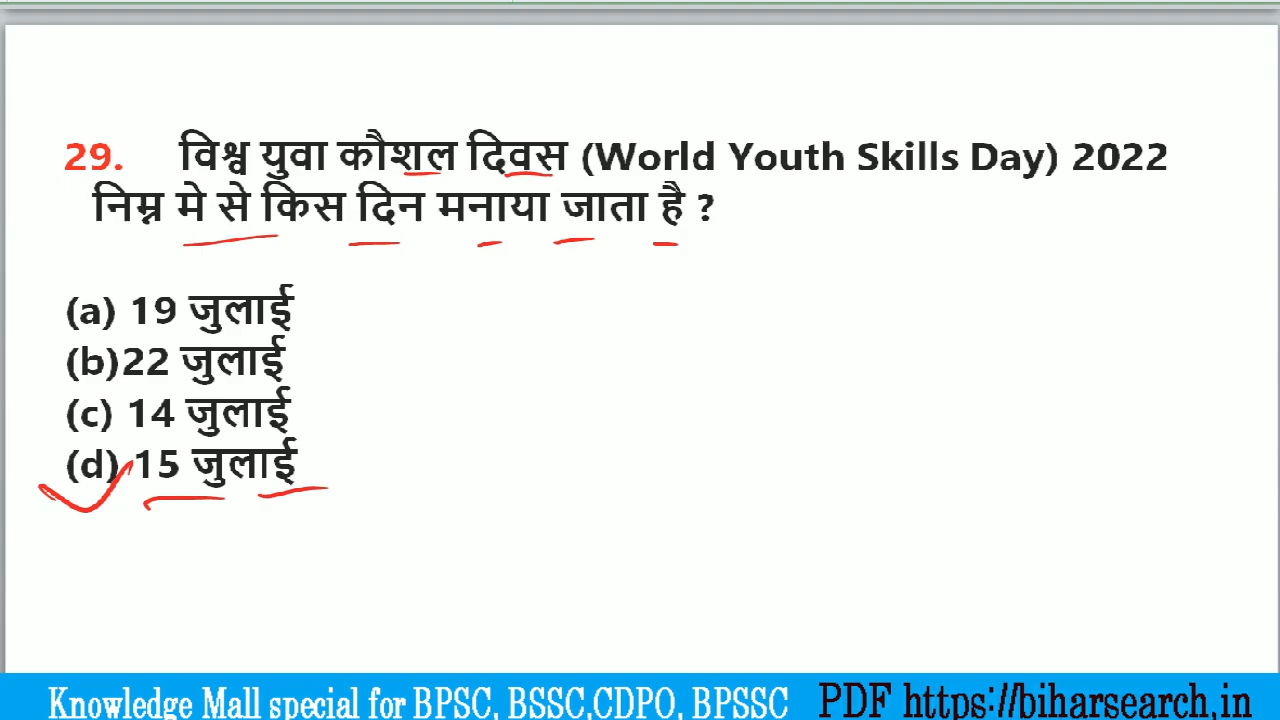 29. विश्व युवा कौशल दिवस (World Youth Skills Day) 2022
निम्न मे से किस दिन मनाया जाता है ?
(a) 19 जुलाई
(b)22 जुलाई
(c) 14 जुलाई
(d) 15 जुलाई
Knowledge Mall special for BPSC, BSSC,CDPO, BPSSC PDF https://biharsearch.in